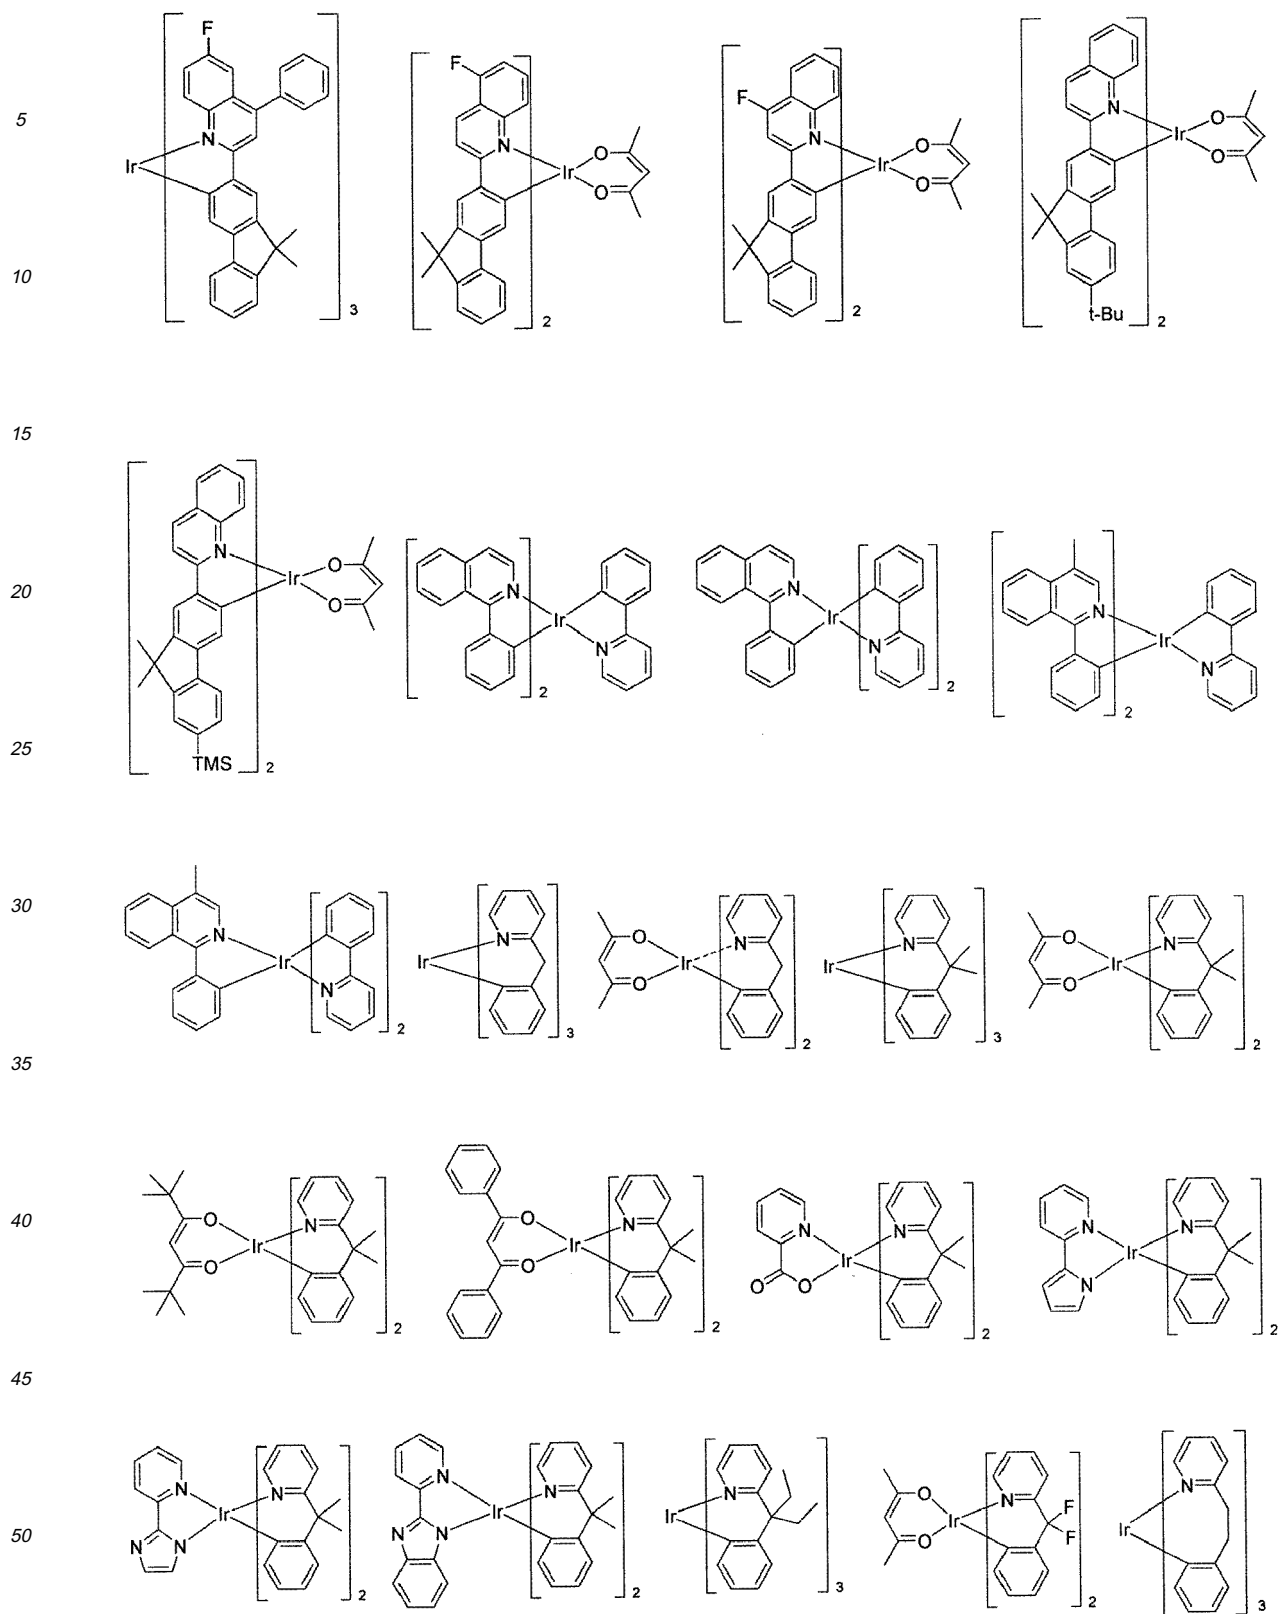 F
F
F
N O
5 N N O N Ir
Ir Ir O Ir O O
O O
10
3 2 2 t-Bu 2
15
N O
Ir
20 O N Ir N Ir N Ir
N N N
2 2 2
25
TMS 2
30
N Ir N O Ir N N O Ir N
Ir O Ir O
N
2 3 2 3 2
35
40 O N O N N N N N
Ir Ir Ir Ir
O O O O N
2 2 2 2
45
N N N N N O N
Ir Ir Ir Ir F Ir
50 N N N N O F
2 2 3 2 3